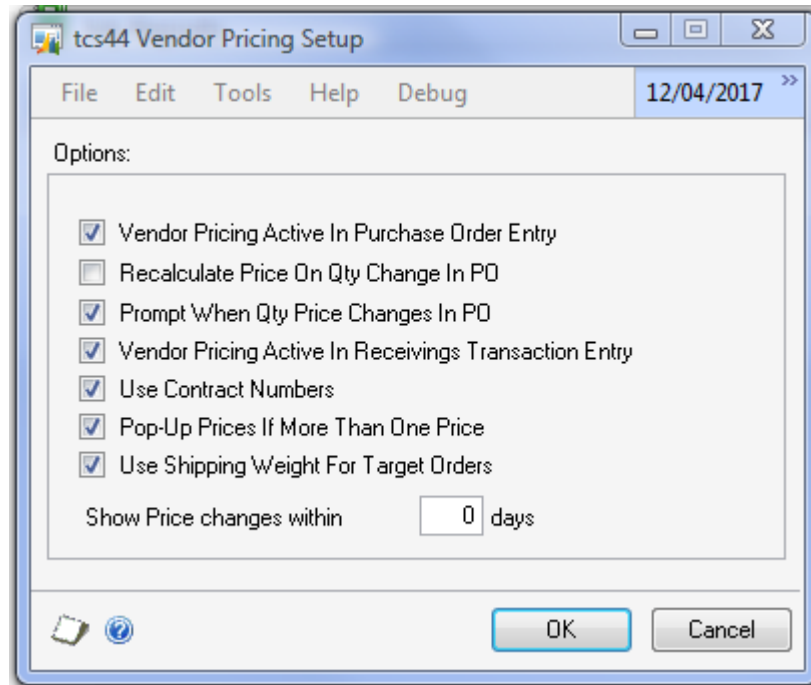 tcs44 Vendor Pricing Setup
File Edit Tools Help Debug 12/04/2017 »
Options:
Vendor Pricing Active In Purchase Order Entry
Recalculate Price On Qty Change In PO
Prompt When Qty Price Changes In PO
Vendor Pricing Active In Receivings Transaction Entry
Use Contract Numbers
Pop-Up Prices If More Than One Price
Use Shipping Weight For Target Orders
Show Price changes within 0 days
OK Cancel